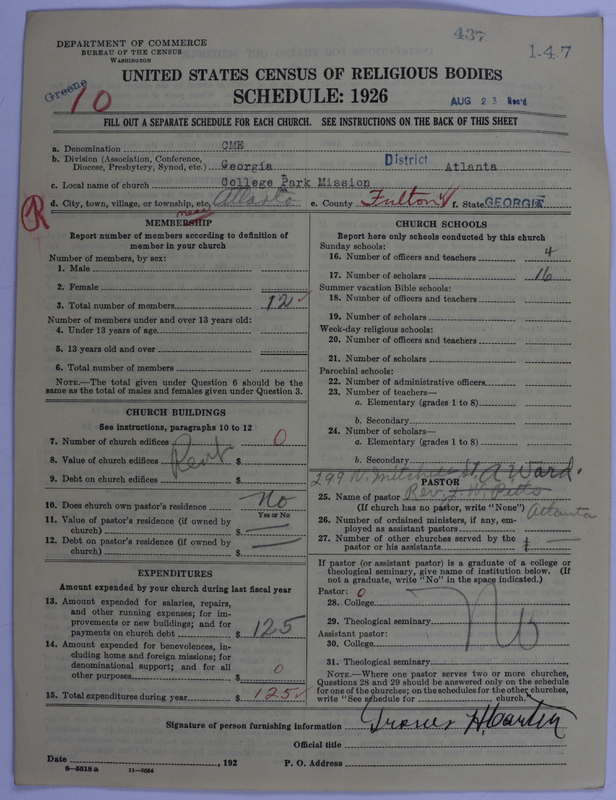 DEPARTMENT OF COMMERCE
BUREAU OF THE CENSUS
WASHINGTON
437
147
Greene
10
UNITED STATES CENSUS OF RELIGIOUS BODIES
SCHEDULE: 1926
AUG 23 Rec'd
FILL OUT A SEPARATE SCHEDULE FOR EACH CHURCH. SEE INSTRUCTIONS ON THE BACK OF THIS SHEET
a. Denomination CME
b. Division (Association, Conference, Diocese, Presbytery, Synod, etc.) Georgia District Atlanta
c. Local name of church College Park Mission
R
d. City, town, village, or township, etc. near Atlanta e. County Fulton f. State GEORGIA
MEMBERSHIP
Report number of members according to definition of
member in your church
Number of members, by sex:
1. Male
2. Female
3. Total number of members 12
Number of members under and over 13 years old:
4. Under 13 years of age
5. 13 years old and over
6. Total number of members
NOTE.—The total given under Question 6 should be the
same as the total of males and females given under Question 3.
CHURCH BUILDINGS
See instructions, paragraphs 10 to 12
7. Number of church edifices 0
Rent
8. Value of church edifices $
9. Debt on church edifices $
10. Does church own pastor's residence No
Yes or No
11. Value of pastor's residence (if owned by
church) $ —
12. Debt on pastor's residence (if owned by
church) $ —
EXPENDITURES
Amount expended by your church during last fiscal year
13. Amount expended for salaries, repairs,
and other running expenses; for im-
provements or new buildings; and for
payments on church debt $ 125
14. Amount expended for benevolences, in-
cluding home and foreign missions; for
denominational support; and for all
other purposes $ 0
15. Total expenditures during year $ 125
CHURCH SCHOOLS
Report here only schools conducted by this church
Sunday schools:
16. Number of officers and teachers 4
17. Number of scholars 16
Summer vacation Bible schools:
18. Number of officers and teachers
19. Number of scholars
Week-day religious schools:
20. Number of officers and teachers
21. Number of scholars
Parochial schools:
22. Number of administrative officers
23. Number of teachers—
a. Elementary (grades 1 to 8)
b. Secondary
24. Number of scholars—
a. Elementary (grades 1 to 8)
b. Secondary
299 N. Mitchell St. A Ward.
PASTOR
25. Name of pastor Rev. J. W. Pitts
(If church has no pastor, write "None") Atlanta
26. Number of ordained ministers, if any, em-
ployed as assistant pastors
27. Number of other churches served by the
pastor or his assistants —
If pastor (or assistant pastor) is a graduate of a college or
theological seminary, give name of institution below. (If
not a graduate, write "No" in the space indicated.)
Pastor: 0
28. College
No
29. Theological seminary
Assistant pastor:
30. College
31. Theological seminary
NOTE.—Where one pastor serves two or more churches,
Questions 28 and 29 should be answered only on the schedule
for one of the churches; on the schedules for the other churches,
write "See schedule for church."
Signature of person furnishing information
Official title
Date , 192 P. O. Address
8—5318 a 11—9054